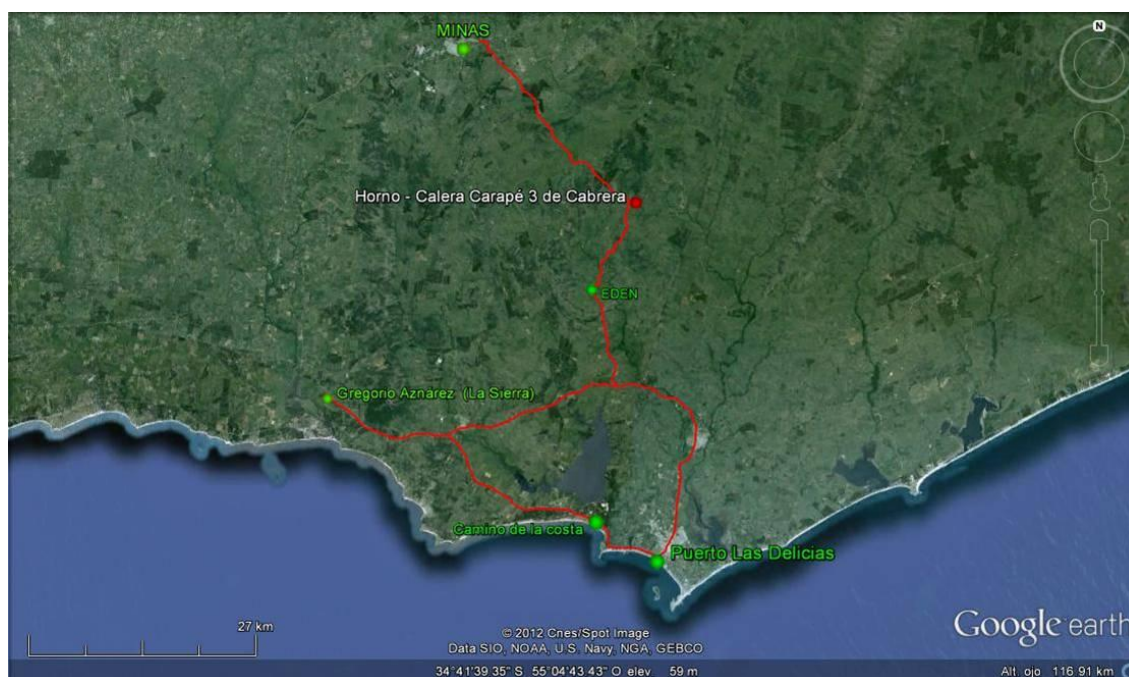 N
MINAS
Horno - Calera Carapé 3 de Cabrera
EDEN
Gregorio Aznárez (La Sierra)
Camino de la costa
Puerto Las Delicias
27 km
© 2012 Cnes/Spot Image
Data SIO, NOAA, U.S. Navy, NGA, GEBCO
Google earth
34°41'39.35" S 55°04'43.43" O elev 59 m
Alt. ojo 116.91 km